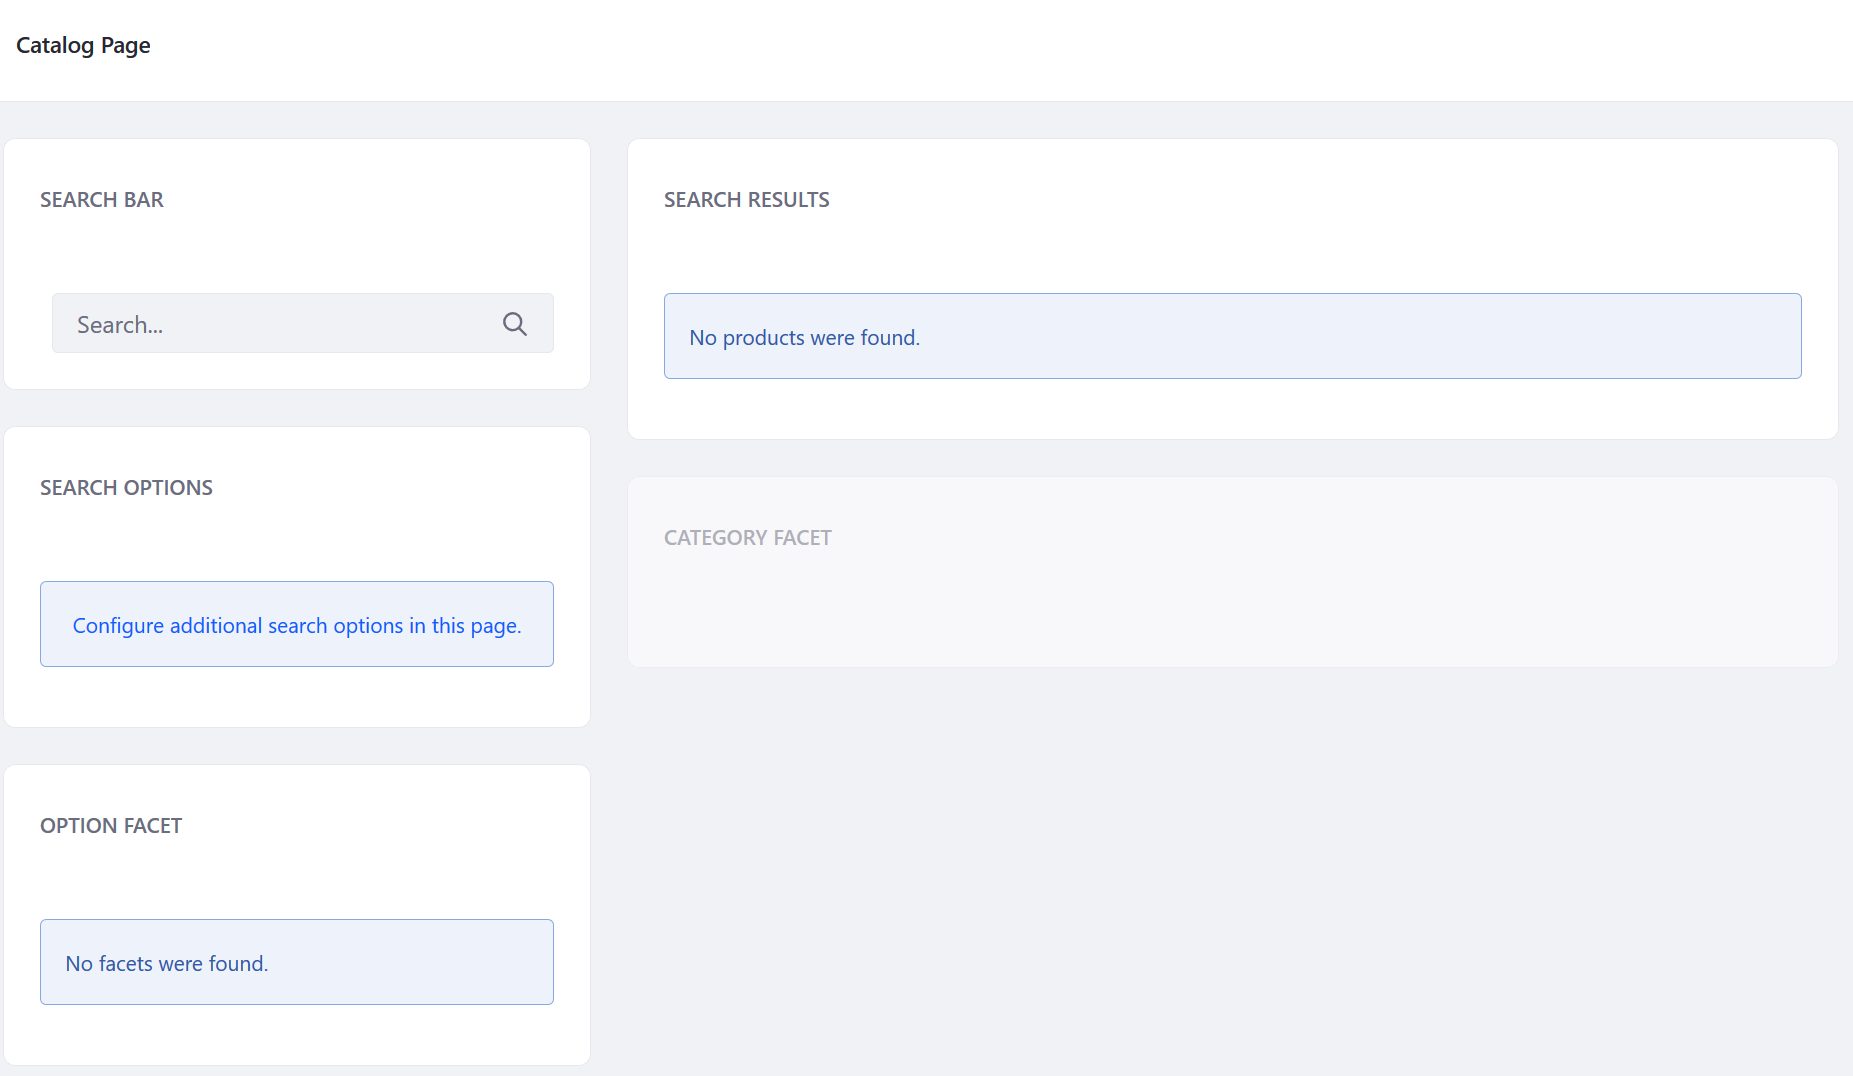 Catalog Page
SEARCH BAR
Search...
SEARCH OPTIONS
Configure additional search options in this page.
OPTION FACET
No facets were found.
SEARCH RESULTS
No products were found.
CATEGORY FACET